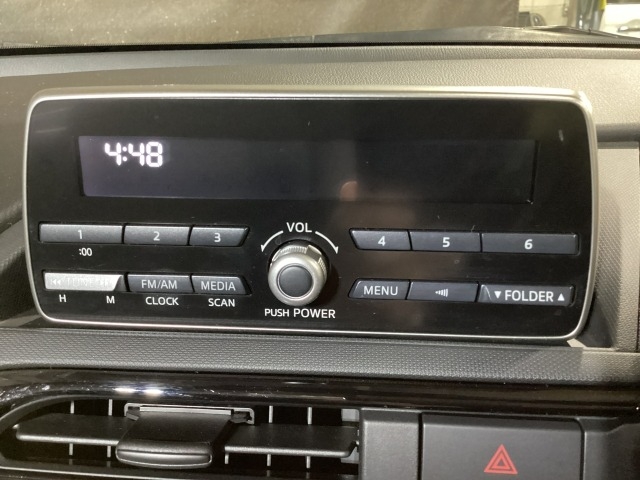 4:48
VOL
1 2 3 4 5 6
:00
FM/AM MEDIA MENU ▼ FOLDER ▲
H M CLOCK SCAN
PUSH POWER